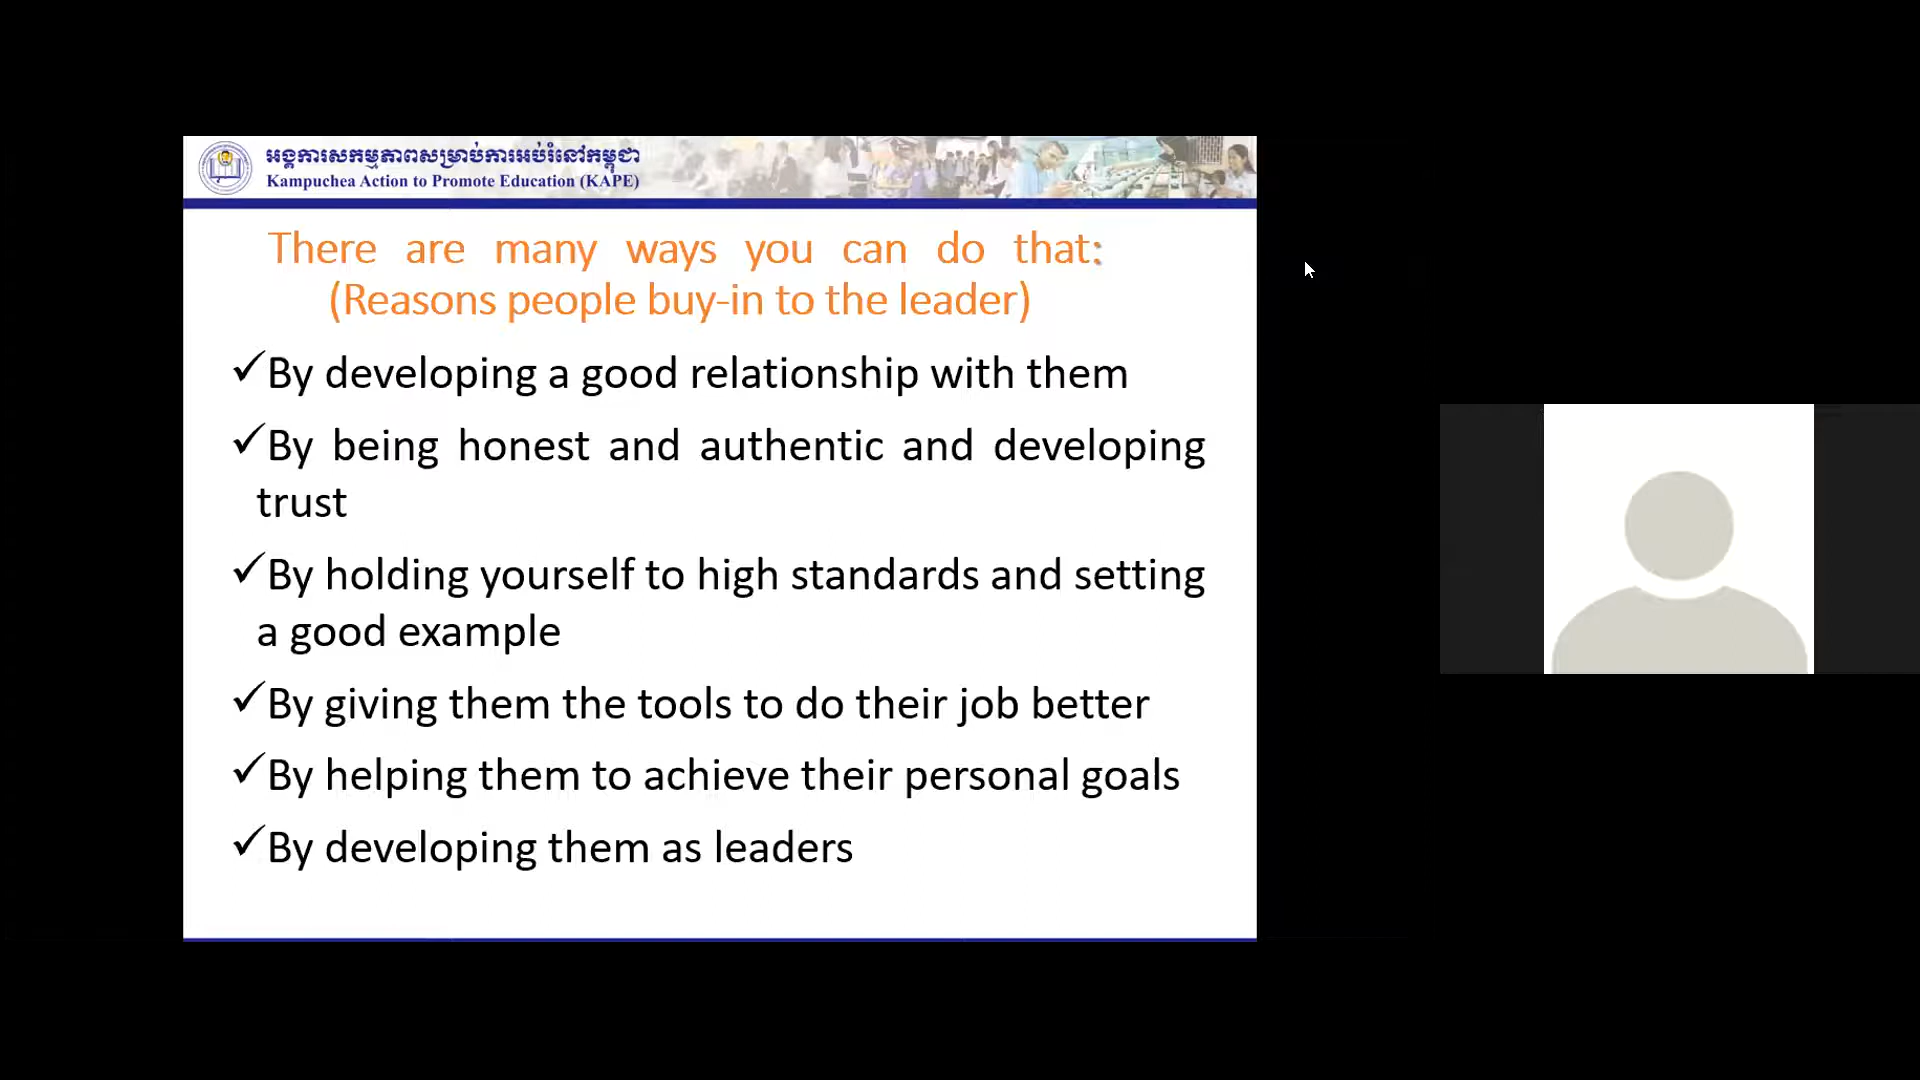 អង្គការសកម្មភាពសម្រាប់ការអប់រំនៅកម្ពុជា
Kampuchea Action to Promote Education (KAPE)
There are many ways you can do that:
(Reasons people buy-in to the leader)
✓By developing a good relationship with them
✓By being honest and authentic and developing
trust
✓By holding yourself to high standards and setting
a good example
✓By giving them the tools to do their job better
✓By helping them to achieve their personal goals
✓By developing them as leaders